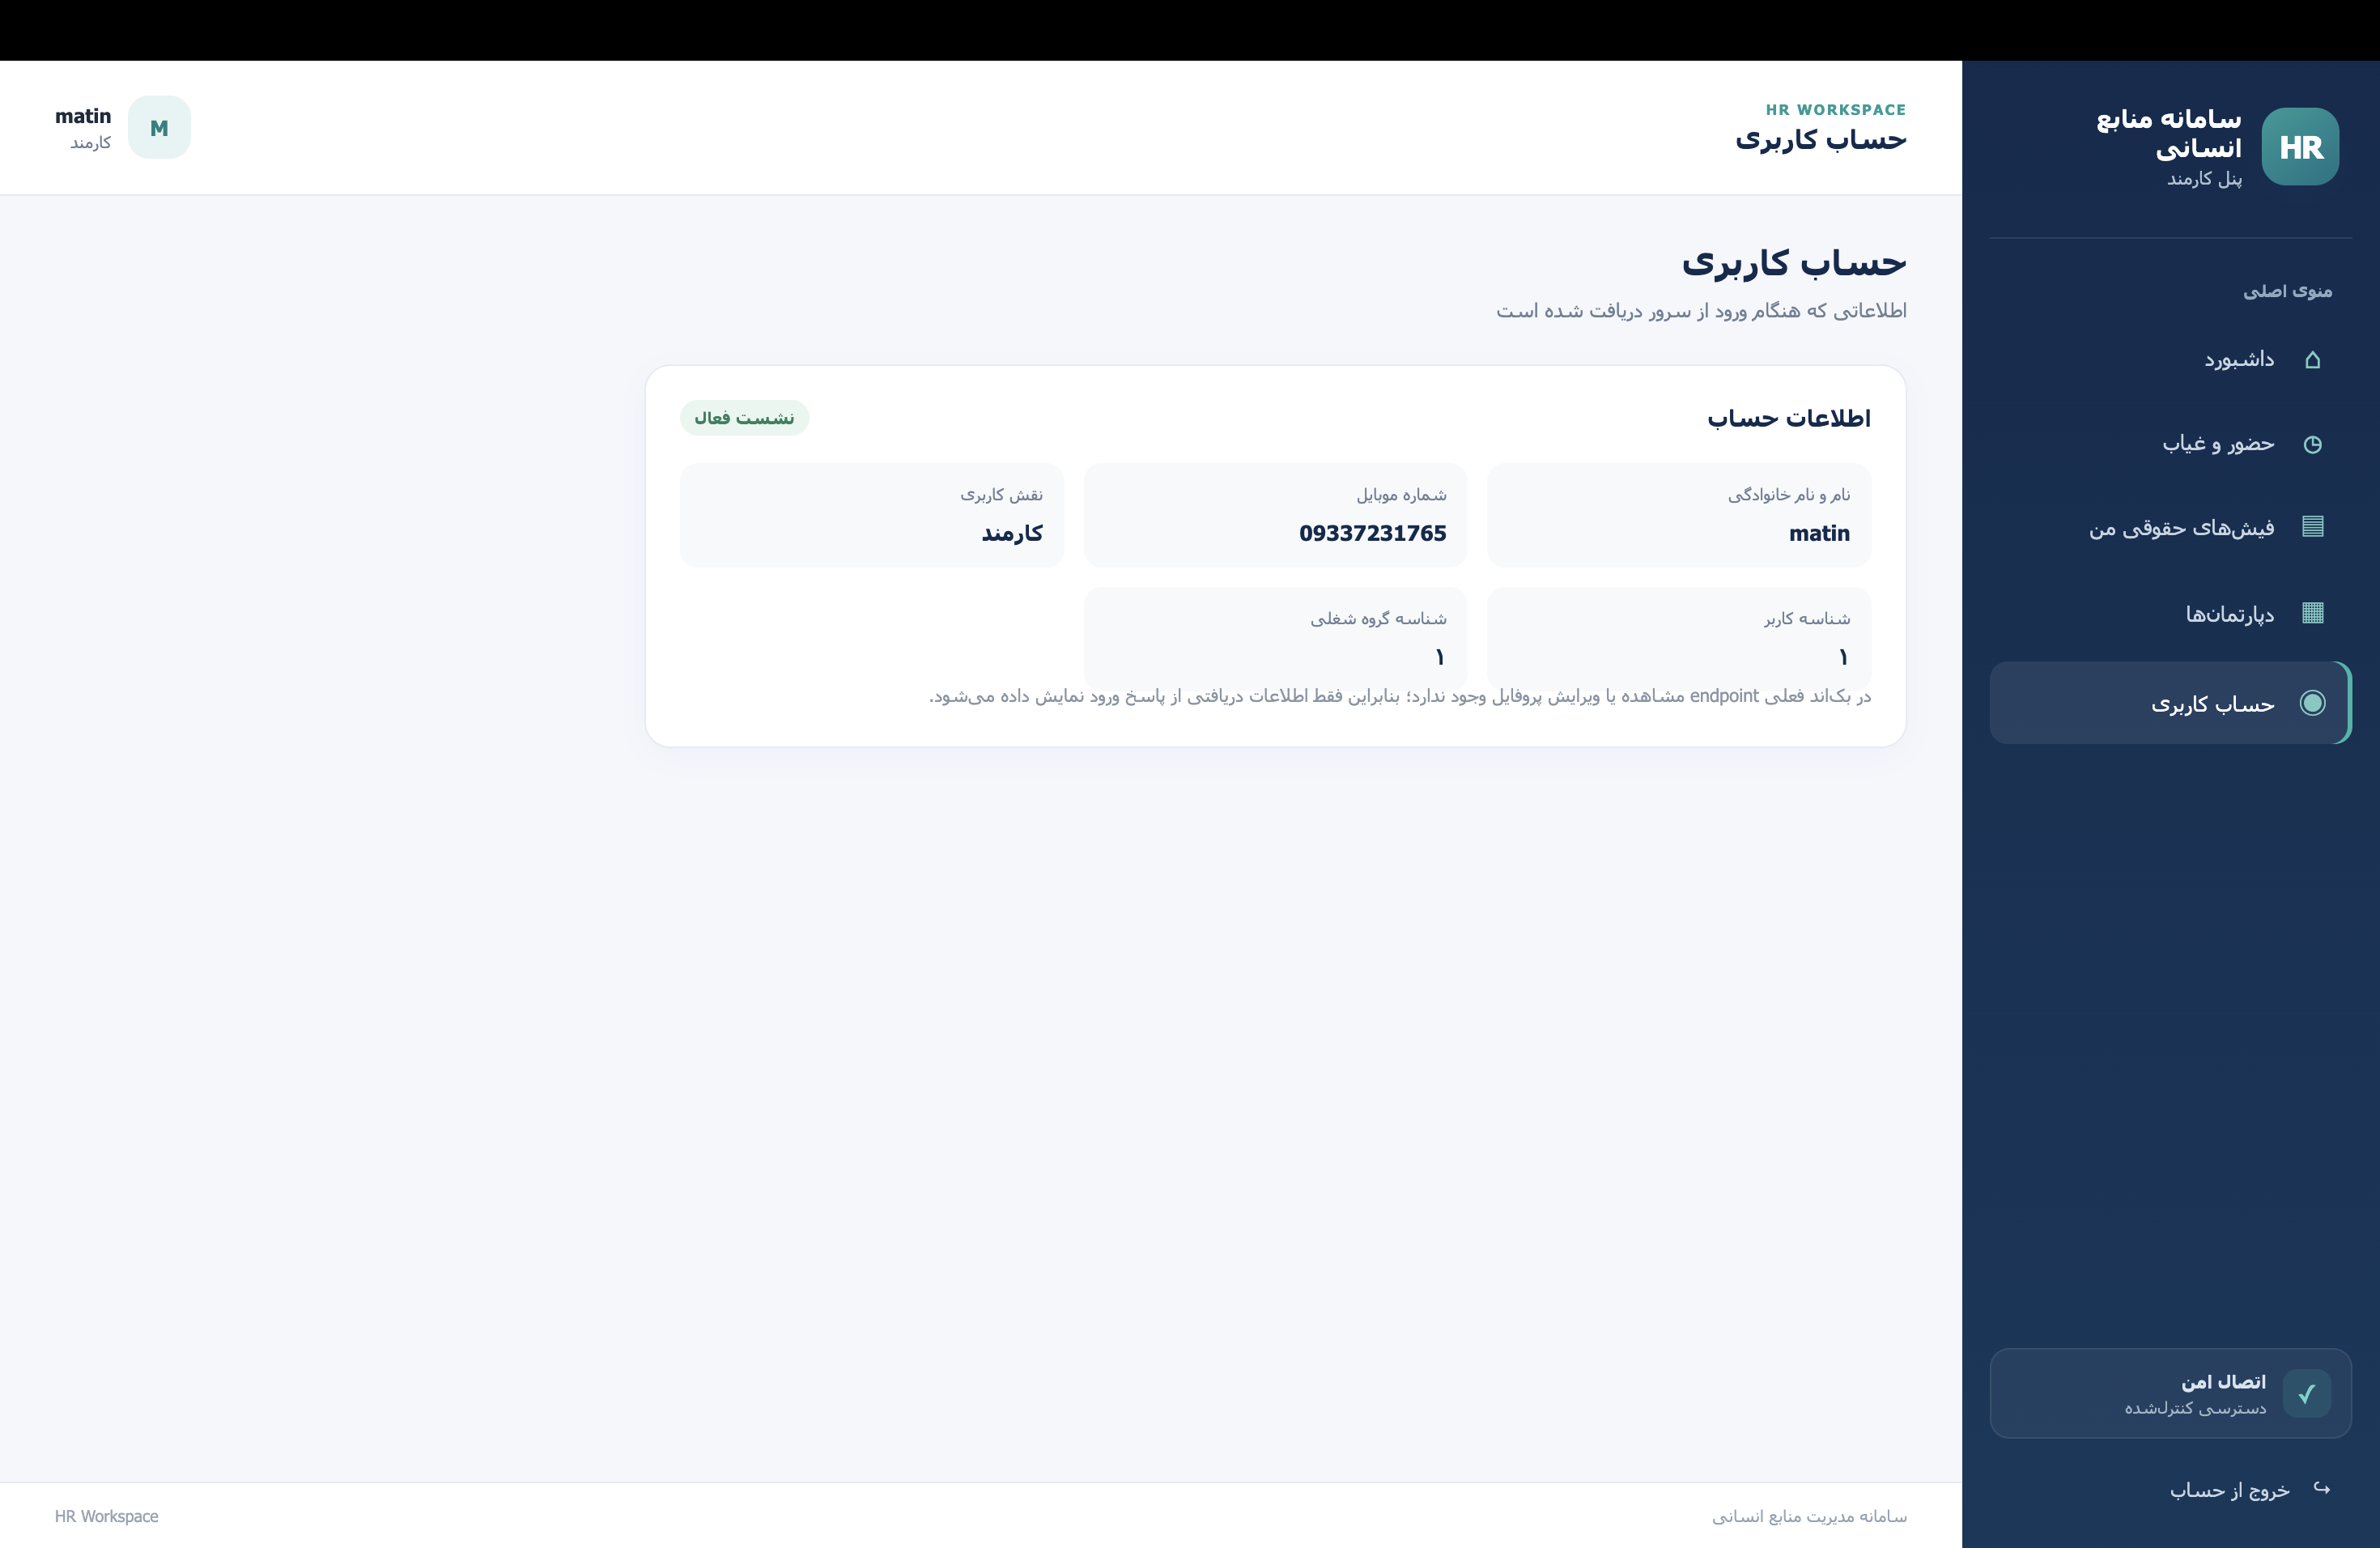 HR
سامانه منابع
انسانی
پنل کارمند
منوی اصلی
داشبورد
حضور و غیاب
فیش‌های حقوقی من
دپارتمان‌ها
حساب کاربری
اتصال امن
دسترسی کنترل‌شده
خروج از حساب
HR WORKSPACE
حساب کاربری
M
matin
کارمند
حساب کاربری
اطلاعاتی که هنگام ورود از سرور دریافت شده است
اطلاعات حساب
نشست فعال
نام و نام خانوادگی
matin
شماره موبایل
09337231765
نقش کاربری
کارمند
شناسه کاربر
۱
شناسه گروه شغلی
۱
در بک‌اند فعلی endpoint مشاهده یا ویرایش پروفایل وجود ندارد؛ بنابراین فقط اطلاعات دریافتی از پاسخ ورود نمایش داده می‌شود.
سامانه مدیریت منابع انسانی
HR Workspace